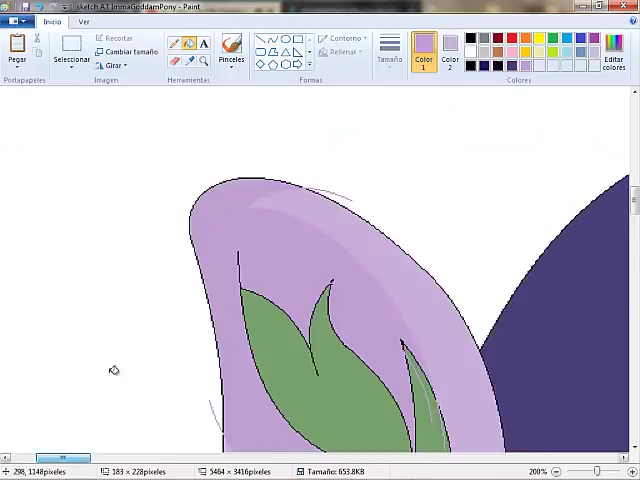 sketch AT ImmaGoddamPony - Paint
Inicio Ver
Pegar
Portapapeles
Seleccionar
Recortar
Cambiar tamaño
Girar
Imagen
A
Herramientas
Pinceles
Contorno
Rellenar
Formas
Tamaño
Color 1
Color 2
Editar colores
Colores
298, 1148píxeles
183 × 228píxeles
5464 × 3416píxeles
Tamaño: 653.8KB
200%